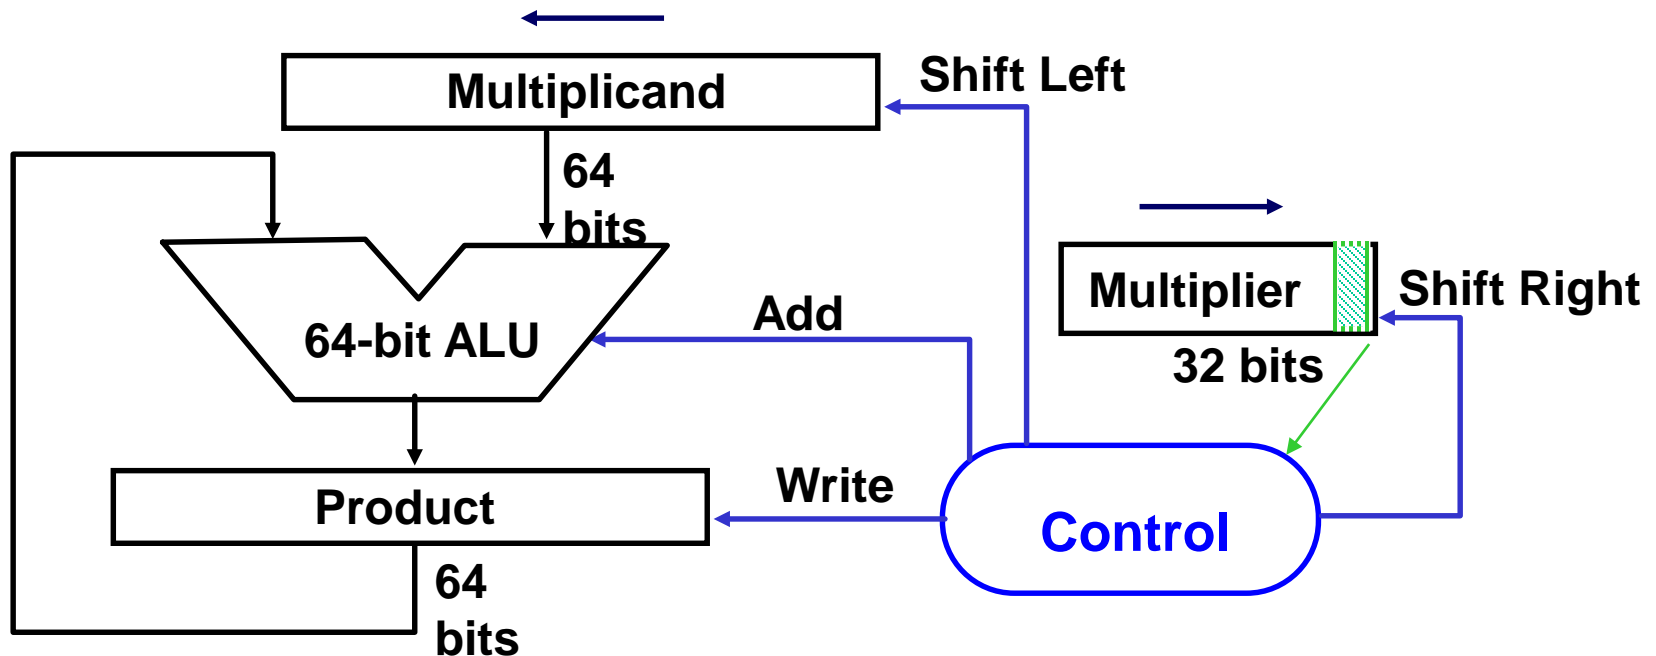 Shift Left
Multiplicand
64
bits
Multiplier
Shift Right
Add
64-bit ALU
32 bits
Write
Product
Control
64
bits